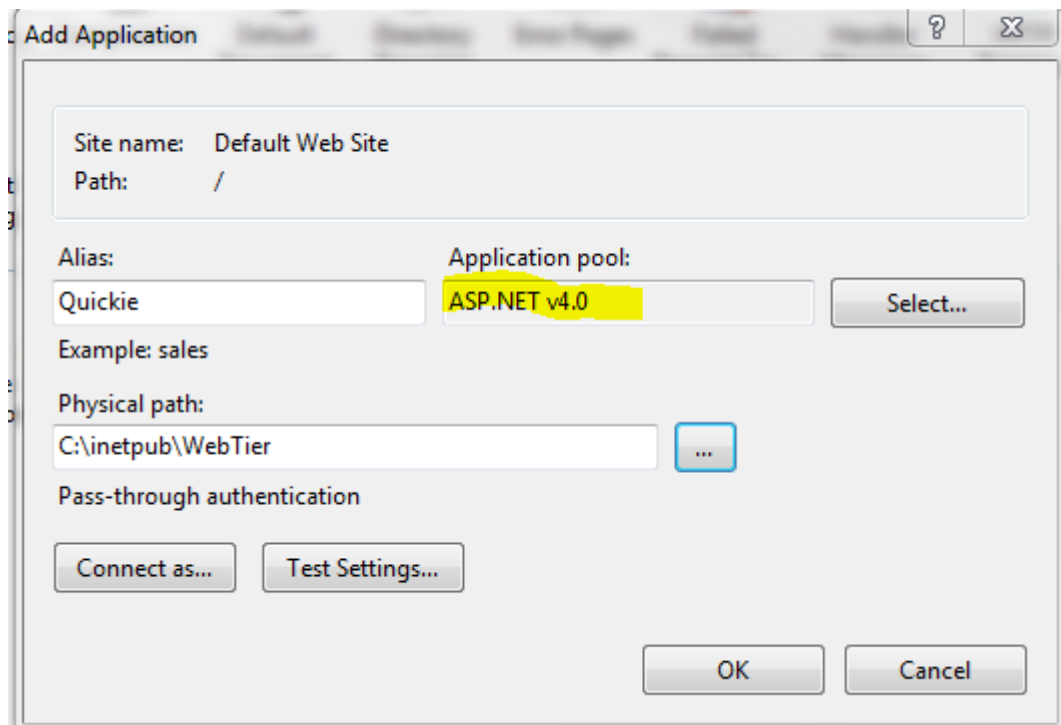 Add Application
Site name: Default Web Site
Path: /
Alias: Application pool:
Quickie ASP.NET v4.0 Select...
Example: sales
Physical path:
C:\inetpub\WebTier ...
Pass-through authentication
Connect as... Test Settings...
OK Cancel